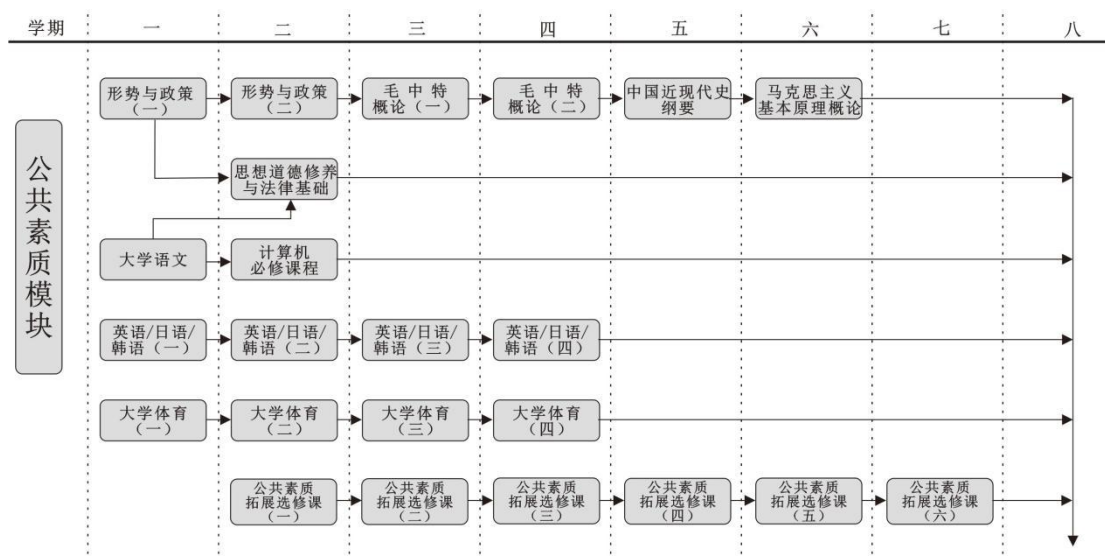 学期 一 二 三 四 五 六 七 八
公共素质模块
形势与政策
（一）
形势与政策
（二）
毛中特
概论（一）
毛中特
概论（二）
中国近现代史
纲要
马克思主义
基本原理概论
思想道德修养
与法律基础
大学语文
计算机
必修课程
英语/日语/
韩语（一）
英语/日语/
韩语（二）
英语/日语/
韩语（三）
英语/日语/
韩语（四）
大学体育
（一）
大学体育
（二）
大学体育
（三）
大学体育
（四）
公共素质
拓展选修课
（一）
公共素质
拓展选修课
（二）
公共素质
拓展选修课
（三）
公共素质
拓展选修课
（四）
公共素质
拓展选修课
（五）
公共素质
拓展选修课
（六）